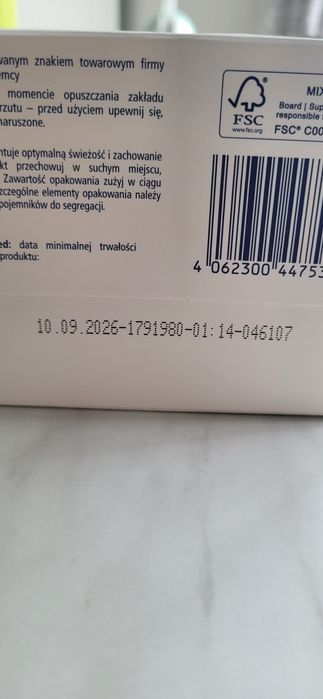 wanym znakiem towarowym firmy
emcy
momencie opuszczania zakładu
rzutu – przed użyciem upewnij się,
naruszone.
ntuje optymalną świeżość i zachowanie
kt przechowuj w suchym miejscu,
Zawartość opakowania zużyj w ciągu
szczególne elementy opakowania należy
pojemników do segregacji.
ed: data minimalnej trwałości
produktu:
MIX
Board | Sup
responsible
FSC
www.fsc.org
FSC® C00
4 062300 44753
10.09.2026-1791980-01:14-046107